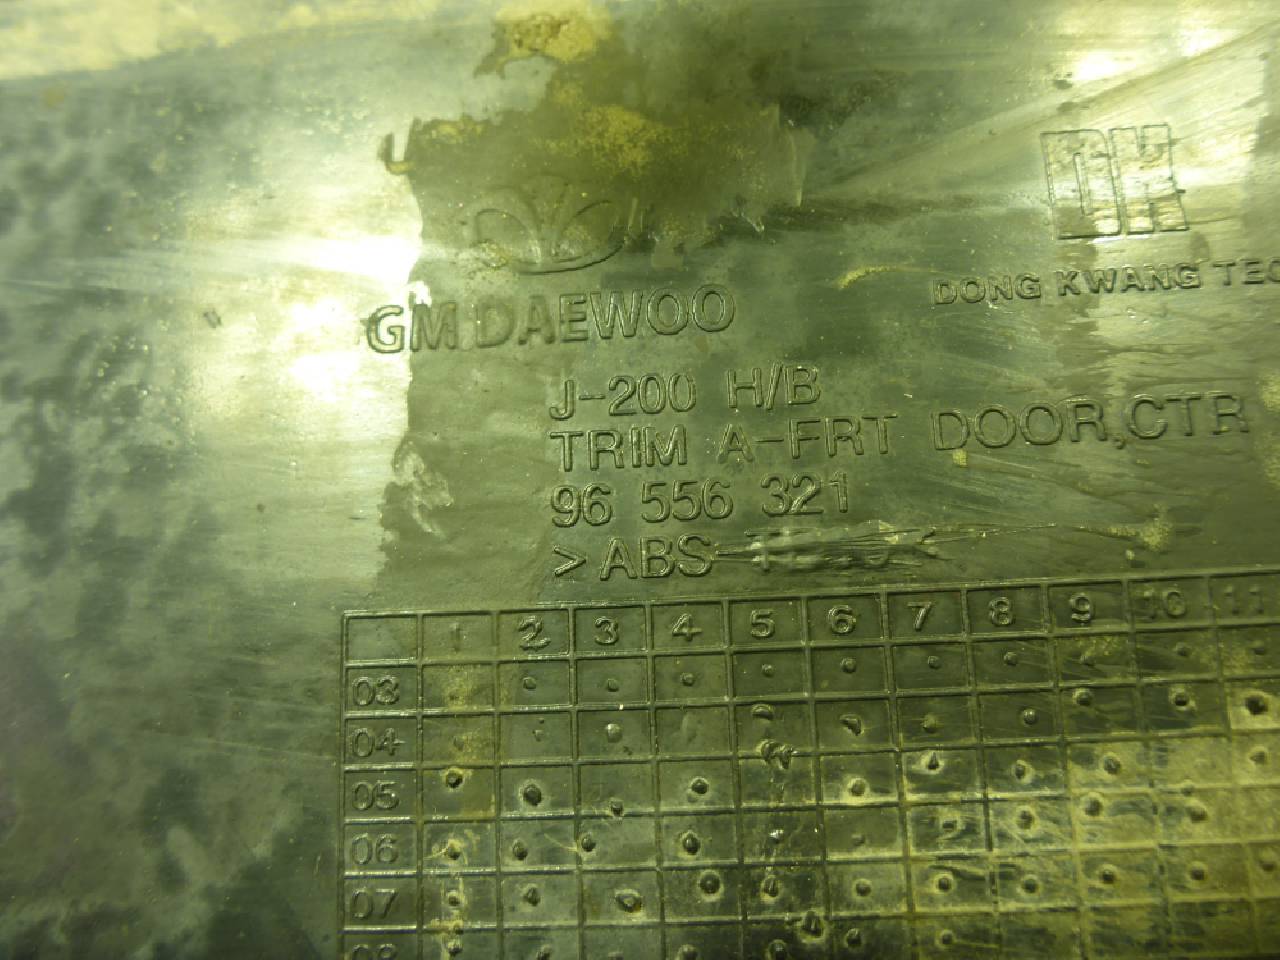 DH
DONG KWANG TEC
GM DAEWOO
J-200 H/B
TRIM A-FRT DOOR,CTR
96 556 321
>ABS
1 2 3 4 5 6 7 8 9 10 11
03
04
05
06
07
08